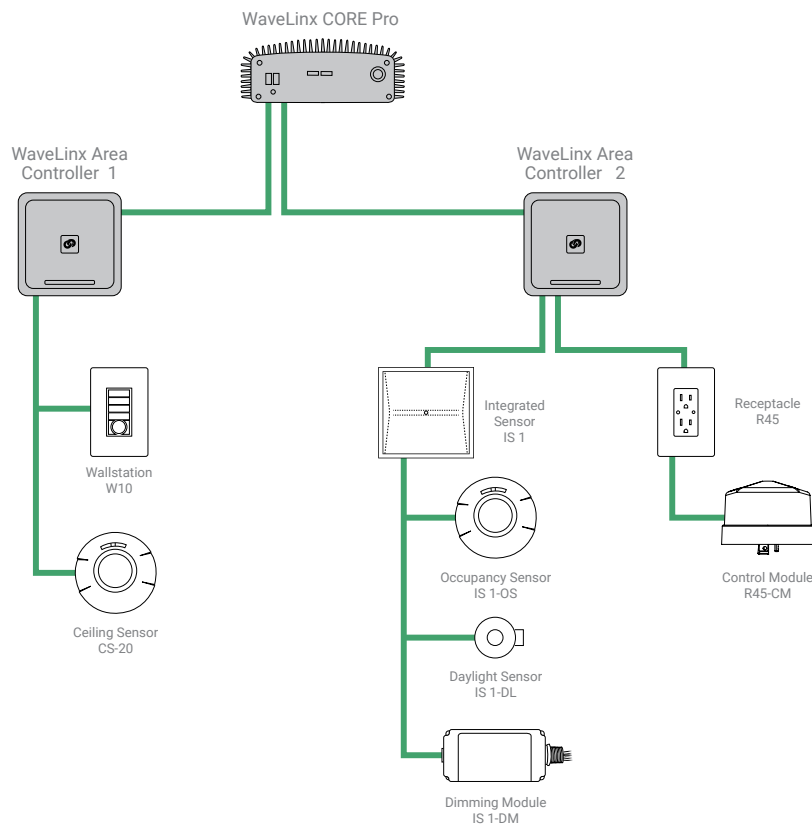 WaveLinx CORE Pro
WaveLinx Area
Controller 1
WaveLinx Area
Controller 2
Wallstation
W10
Ceiling Sensor
CS-20
Integrated
Sensor
IS 1
Receptacle
R45
Occupancy Sensor
IS 1-OS
Control Module
R45-CM
Daylight Sensor
IS 1-DL
Dimming Module
IS 1-DM